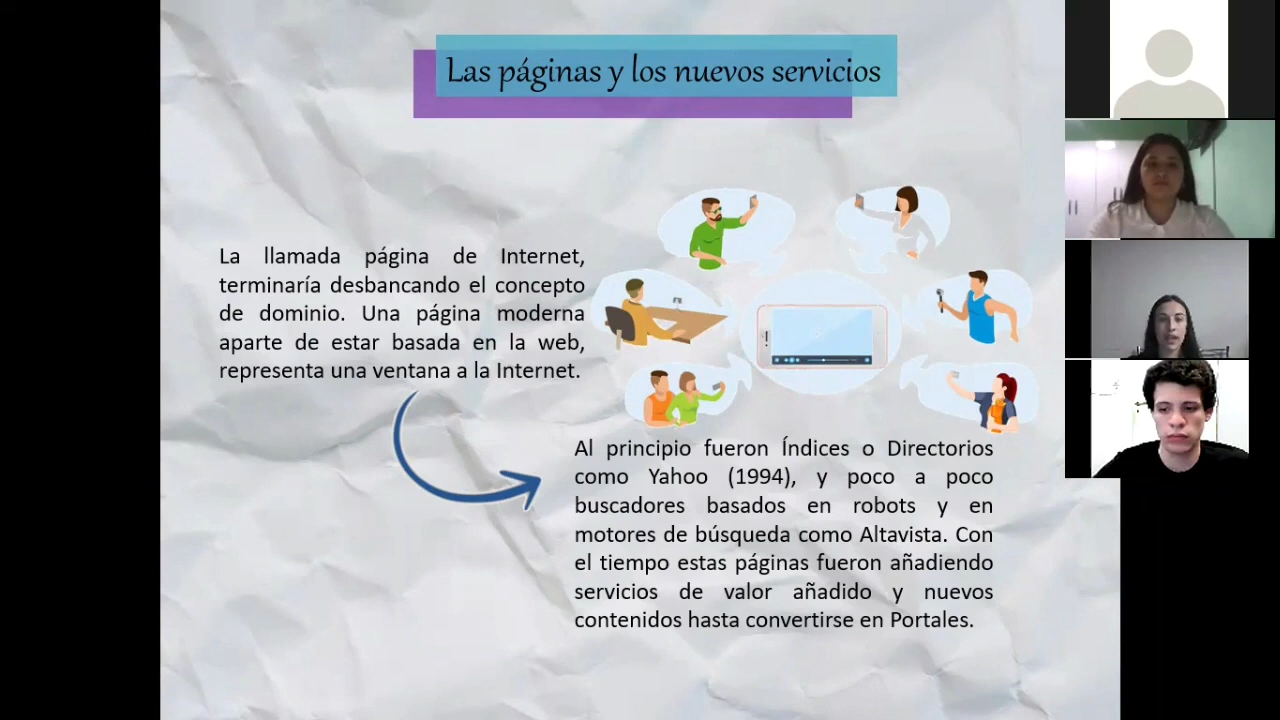 Las páginas y los nuevos servicios
La llamada página de Internet,
terminaría desbancando el concepto
de dominio. Una página moderna
aparte de estar basada en la web,
representa una ventana a la Internet.
Al principio fueron Índices o Directorios
como Yahoo (1994), y poco a poco
buscadores basados en robots y en
motores de búsqueda como Altavista. Con
el tiempo estas páginas fueron añadiendo
servicios de valor añadido y nuevos
contenidos hasta convertirse en Portales.